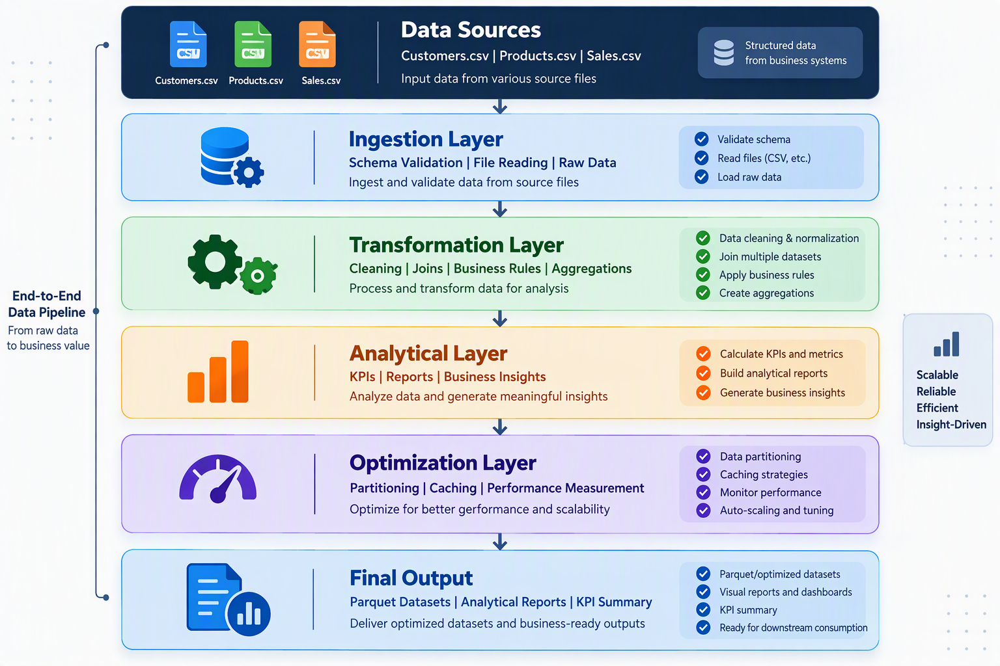 CSV
CSV
CSV
Customers.csv
Products.csv
Sales.csv
Data Sources
Customers.csv | Products.csv | Sales.csv
Input data from various source files
Structured data
from business systems
Ingestion Layer
Schema Validation | File Reading | Raw Data
Ingest and validate data from source files
Validate schema
Read files (CSV, etc.)
Load raw data
Transformation Layer
Cleaning | Joins | Business Rules | Aggregations
Process and transform data for analysis
Data cleaning & normalization
Join multiple datasets
Apply business rules
Create aggregations
End-to-End
Data Pipeline
From raw data
to business value
Analytical Layer
KPIs | Reports | Business Insights
Analyze data and generate meaningful insights
Calculate KPIs and metrics
Build analytical reports
Generate business insights
Scalable
Reliable
Efficient
Insight-Driven
Optimization Layer
Partitioning | Caching | Performance Measurement
Optimize for better gerformance and scalability
Data partitioning
Caching strategies
Monitor performance
Auto-scaling and tuning
Final Output
Parquet Datasets | Analytical Reports | KPI Summary
Deliver optimized datasets and business-ready outputs
Parquet/optimized datasets
Visual reports and dashboards
KPI summary
Ready for downstream consumption